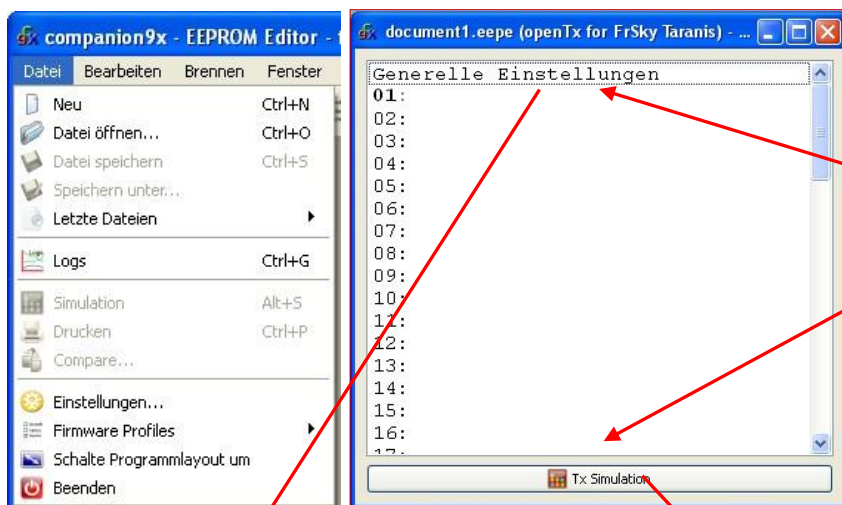 companion9x - EEPROM Editor -
Datei Bearbeiten Brennen Fenster
Neu Ctrl+N
Datei öffnen... Ctrl+O
Datei speichern Ctrl+S
Speichern unter...
Letzte Dateien
Logs Ctrl+G
Simulation Alt+S
Drucken Ctrl+P
Compare...
Einstellungen...
Firmware Profiles
Schalte Programmlayout um
Beenden
document1.eepe (openTx for FrSky Taranis) - ...
Generelle Einstellungen
01:
02:
03:
04:
05:
06:
07:
08:
09:
10:
11:
12:
13:
14:
15:
16:
17:
Tx Simulation